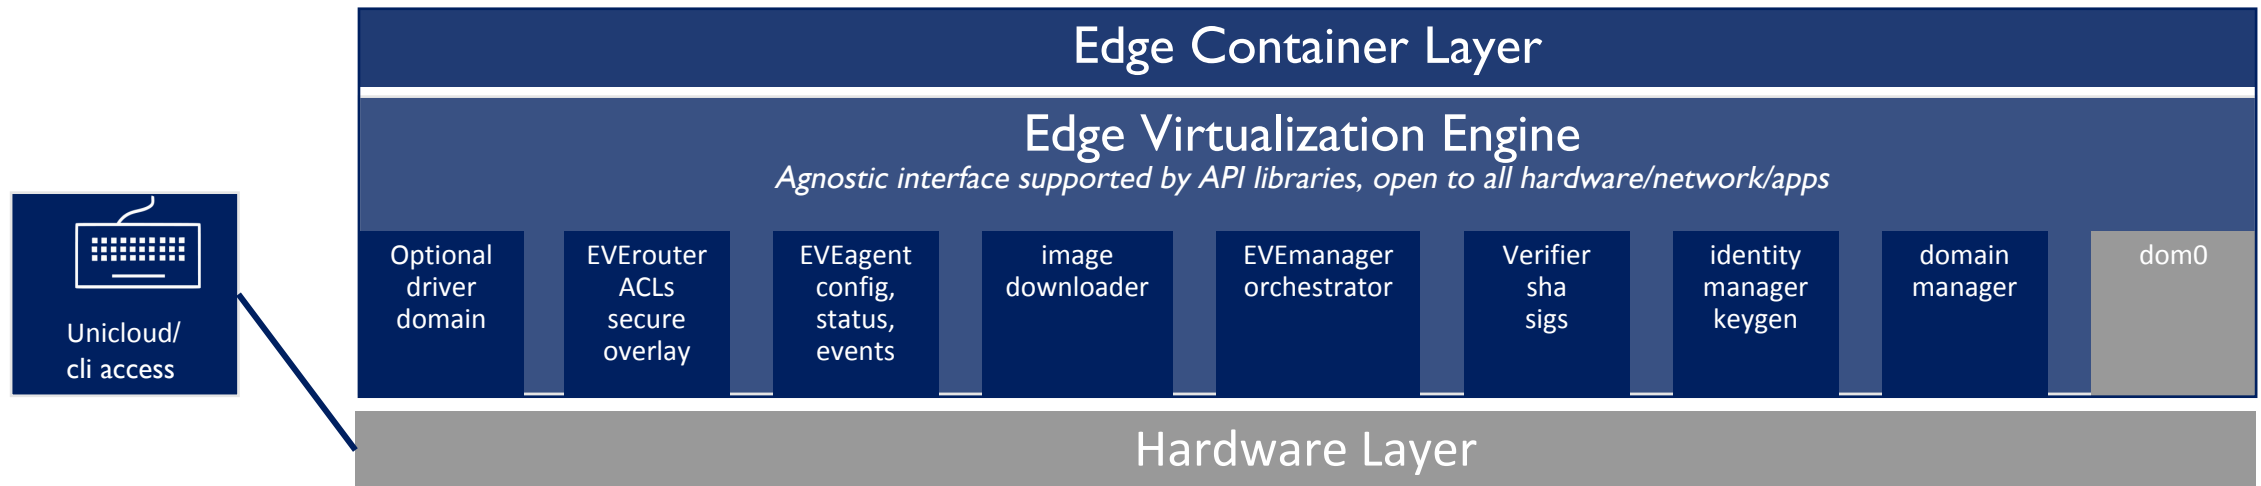 Edge Container Layer
Edge Virtualization Engine
Agnostic interface supported by API libraries, open to all hardware/network/apps
Unicloud/
cli access
Optional
driver
domain
EVErouter
ACLs
secure
overlay
EVEagent
config,
status,
events
image
downloader
EVEmanager
orchestrator
Verifier
sha
sigs
identity
manager
keygen
domain
manager
dom0
Hardware Layer